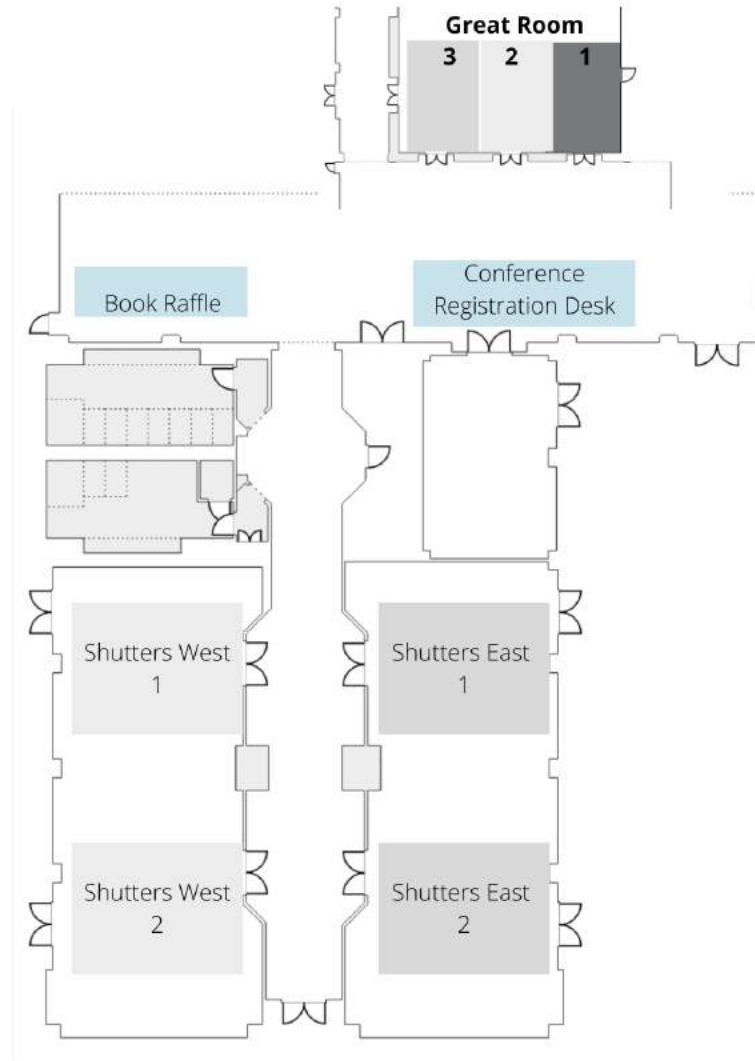 Great Room
3 2 1
Conference
Book Raffle Registration Desk
Shutters West
1
Shutters East
1
Shutters West
2
Shutters East
2